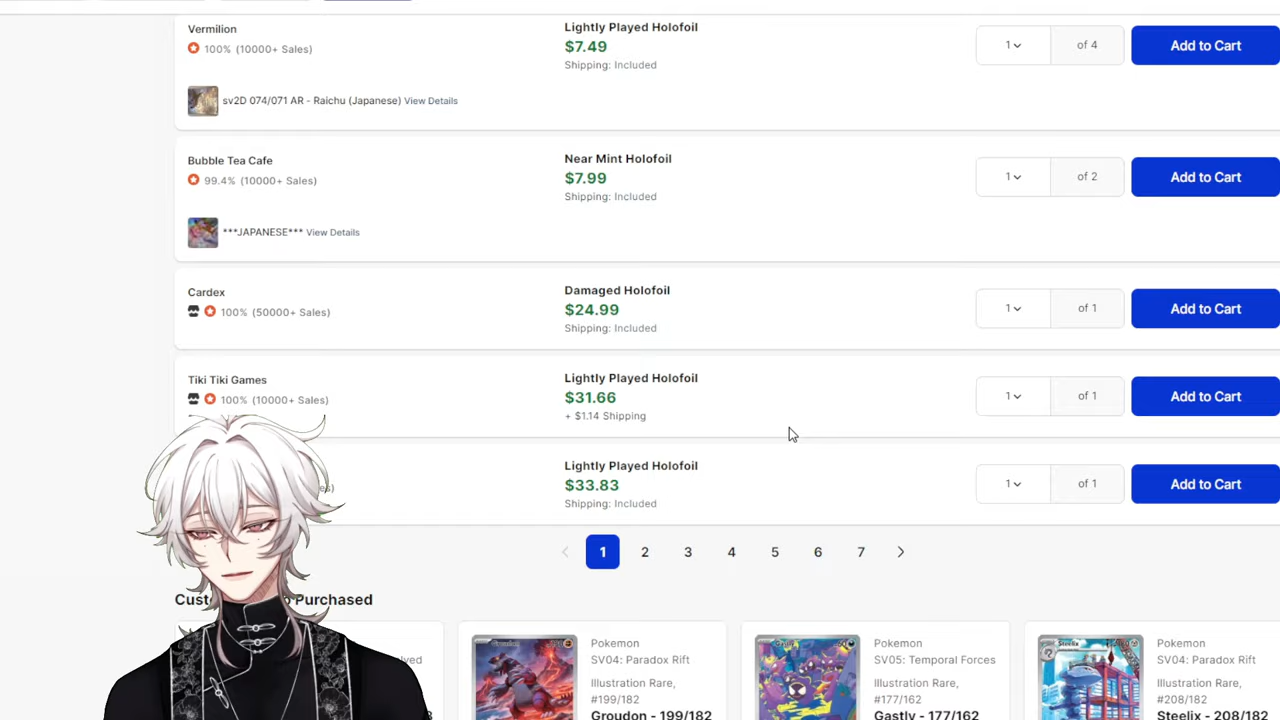 Vermilion
100% (10000+ Sales)
Lightly Played Holofoil
$7.49
Shipping: Included
1
of 4
Add to Cart
sv2D 074/071 AR - Raichu (Japanese) View Details
Bubble Tea Cafe
99.4% (10000+ Sales)
Near Mint Holofoil
$7.99
Shipping: Included
1
of 2
Add to Cart
***JAPANESE*** View Details
Cardex
100% (50000+ Sales)
Damaged Holofoil
$24.99
Shipping: Included
1
of 1
Add to Cart
Tiki Tiki Games
100% (10000+ Sales)
Lightly Played Holofoil
$31.66
+ $1.14 Shipping
1
of 1
Add to Cart
Lightly Played Holofoil
$33.83
Shipping: Included
1
of 1
Add to Cart
1 2 3 4 5 6 7
Purchased
Pokemon
SV04: Paradox Rift
Illustration Rare,
#199/182
Groudon - 199/182
Pokemon
SV05: Temporal Forces
Illustration Rare,
#177/162
Gastly - 177/162
Pokemon
SV04: Paradox Rift
Illustration Rare,
#208/182
Steelix - 208/182